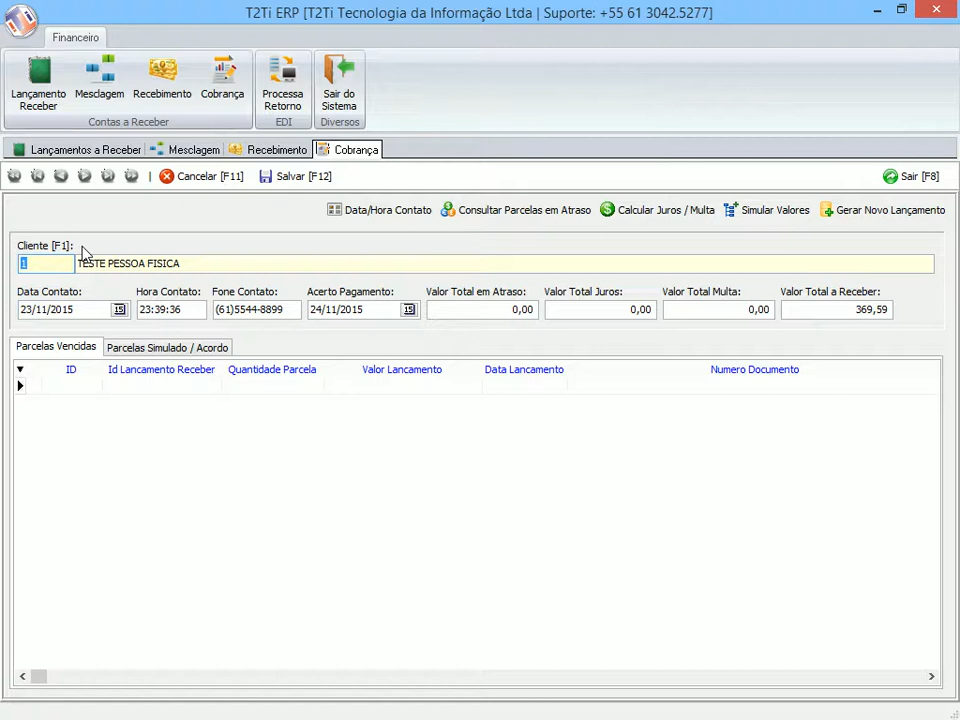 T2Ti ERP [T2Ti Tecnologia da Informação Ltda | Suporte: +55 61 3042.5277]
Financeiro
Lançamento Receber
Mesclagem
Recebimento
Cobrança
Processa Retorno
Sair do Sistema
Contas a Receber
EDI
Diversos
Lançamentos a Receber Mesclagem Recebimento Cobrança
Cancelar [F11] Salvar [F12] Sair [F8]
Data/Hora Contato Consultar Parcelas em Atraso Calcular Juros / Multa Simular Valores Gerar Novo Lançamento
Cliente [F1]:
1 TESTE PESSOA FISICA
Data Contato: Hora Contato: Fone Contato: Acerto Pagamento: Valor Total em Atraso: Valor Total Juros: Valor Total Multa: Valor Total a Receber:
23/11/2015 15 23:39:36 (61)5544-8899 24/11/2015 15 0,00 0,00 0,00 369,59
Parcelas Vencidas Parcelas Simulado / Acordo
ID Id Lancamento Receber Quantidade Parcela Valor Lancamento Data Lancamento Numero Documento